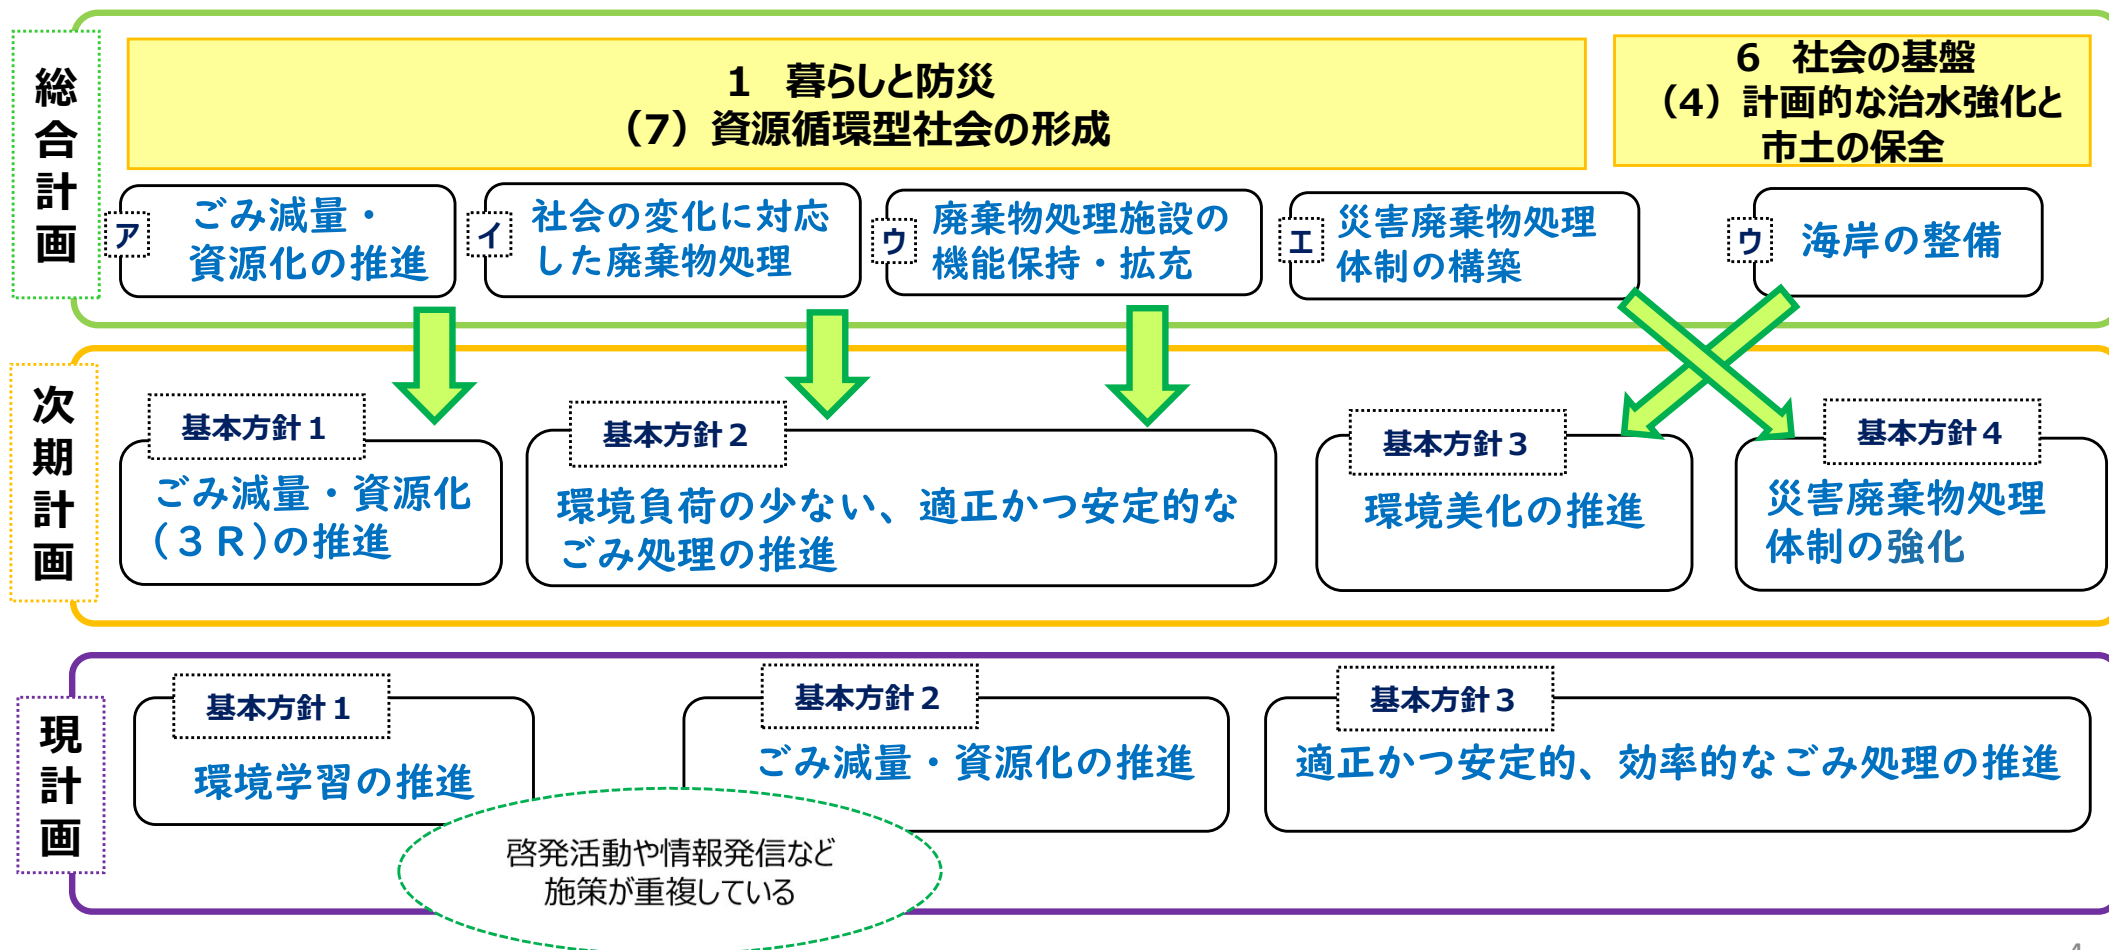 総合計画
1 暮らしと防災
（7）資源循環型社会の形成
6 社会の基盤
（4）計画的な治水強化と
市土の保全
ア
ごみ減量・
資源化の推進
イ
社会の変化に対応
した廃棄物処理
ウ
廃棄物処理施設の
機能保持・拡充
エ
災害廃棄物処理
体制の構築
ウ
海岸の整備
次期計画
基本方針１
ごみ減量・資源化
(３Ｒ)の推進
基本方針２
環境負荷の少ない、適正かつ安定的な
ごみ処理の推進
基本方針３
環境美化の推進
基本方針４
災害廃棄物処理
体制の強化
現計画
基本方針１
環境学習の推進
基本方針２
ごみ減量・資源化の推進
基本方針３
適正かつ安定的、効率的なごみ処理の推進
啓発活動や情報発信など
施策が重複している